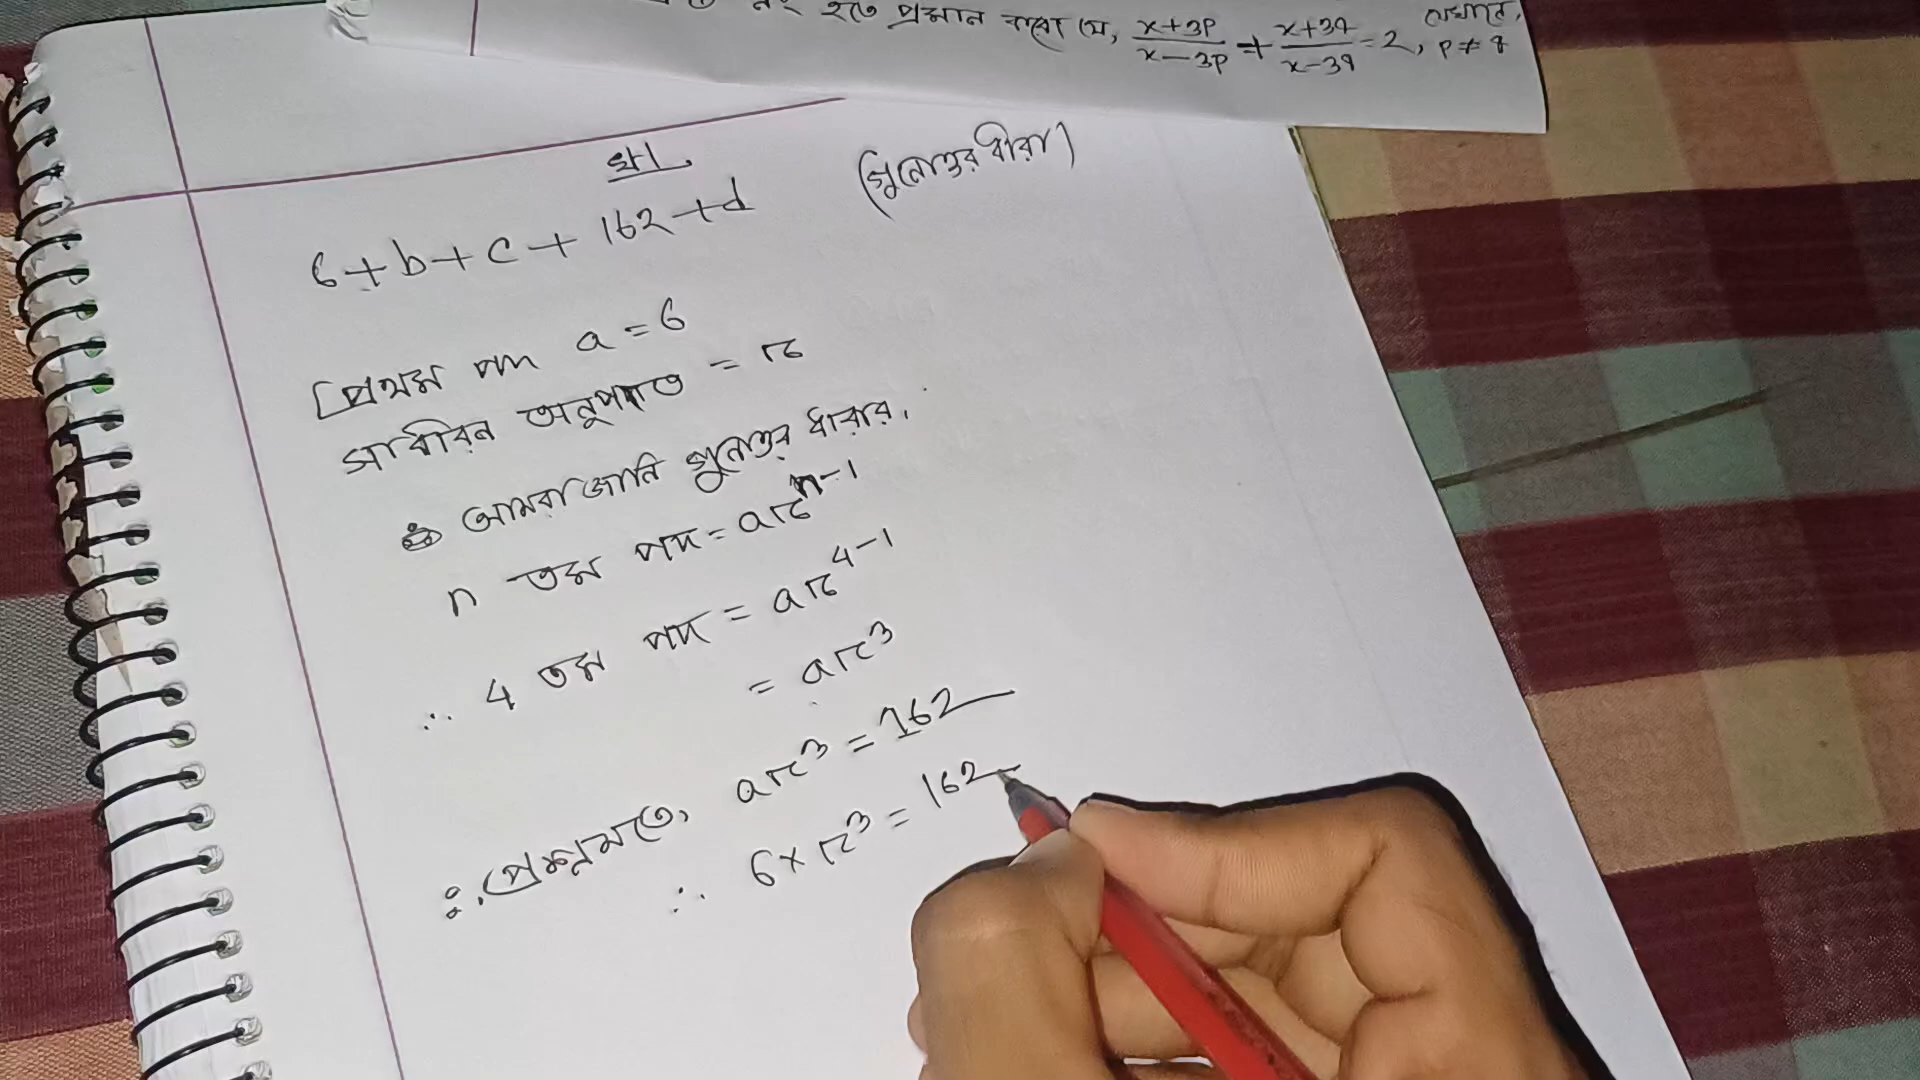 নং হতে প্রমান করো যে, x+3p/x-3p + x+3q/x-3q = 2, যেখানে, p ≠ q
খ।
6+b+c+162+d (গুনোত্তর ধারা)
প্রথম পদ a = 6
সাধারন অনুপাত = r
আমরা জানি গুনোত্তর ধারার,
n তম পদ = arⁿ⁻¹
∴ 4 তম পদ = ar⁴⁻¹
= ar³
প্রশ্নমতে, ar³ = 162
∴ 6×r³ = 162